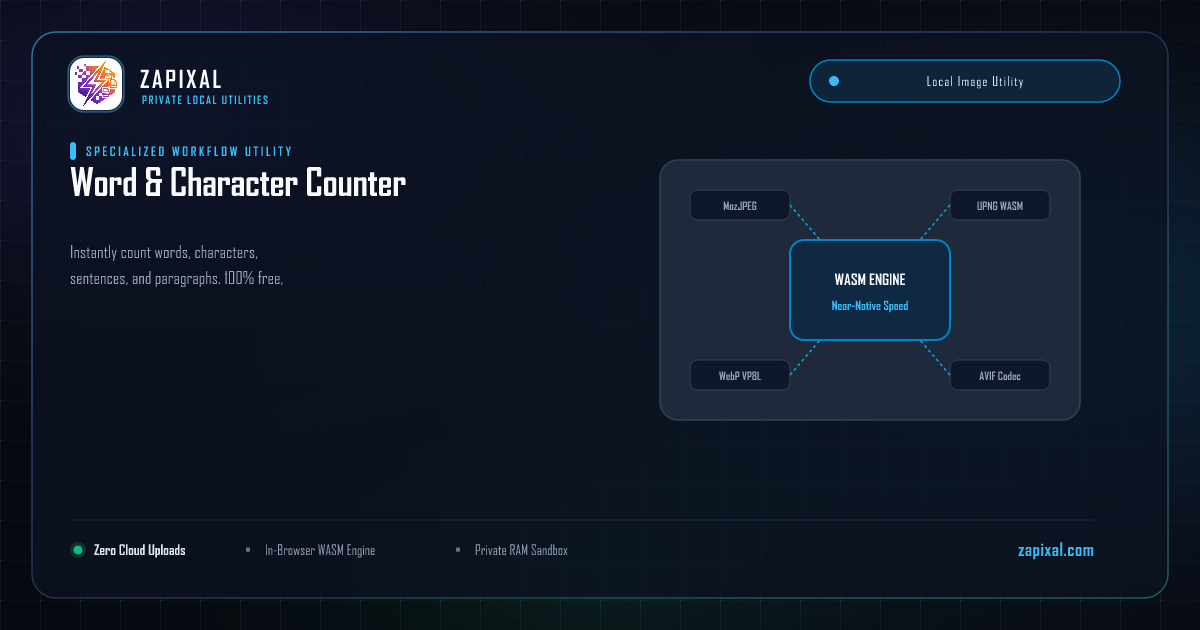 ZAPIXAL
PRIVATE LOCAL UTILITIES
Local Image Utility
SPECIALIZED WORKFLOW UTILITY
Word & Character Counter
Instantly count words, characters,
sentences, and paragraphs. 100% free,
MozJPEG
UPNG WASM
WASM ENGINE
Near-Native Speed
WebP VP8L
AVIF Codec
Zero Cloud Uploads
In-Browser WASM Engine
Private RAM Sandbox
zapixal.com